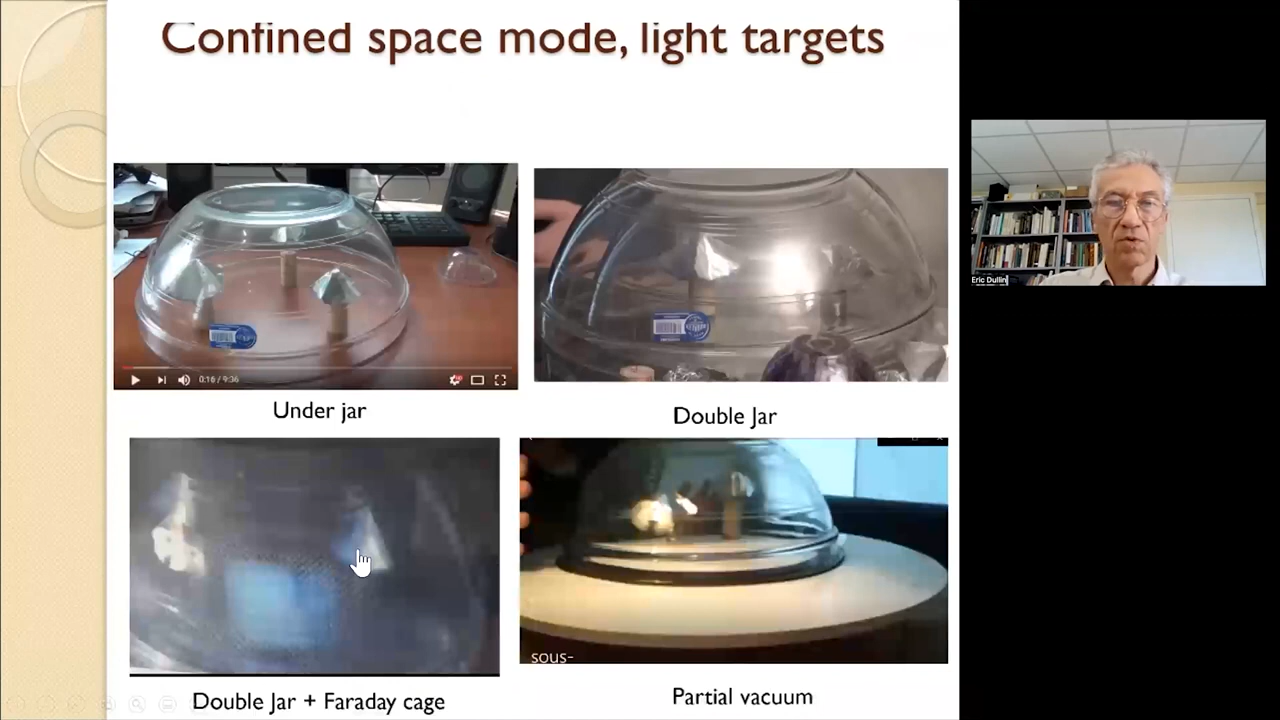 Confined space mode, light targets
0:16 / 9:36
Under jar
Double Jar
Eric Dullin
sous-
Double Jar + Faraday cage
Partial vacuum